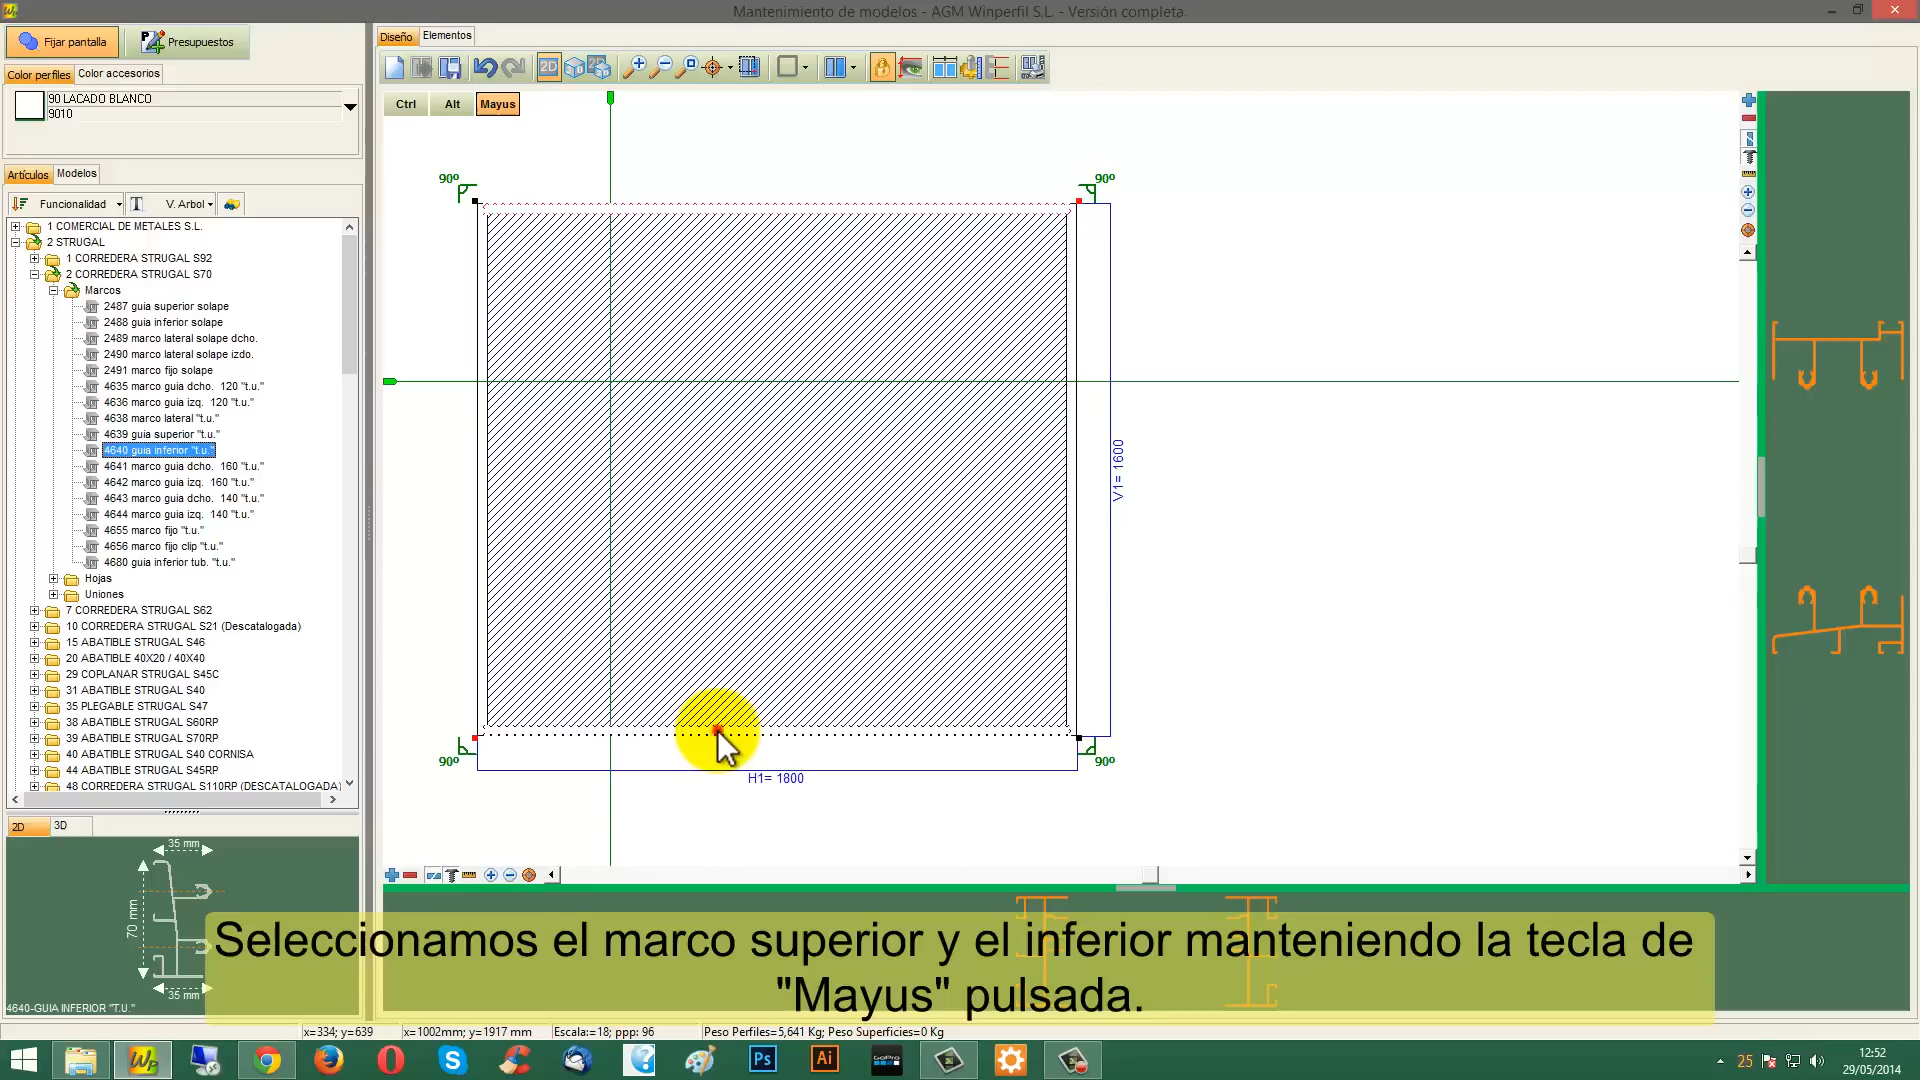 Mantenimiento de modelos - AGM Winperfil S.L. - Versión completa
Fijar pantalla
Presupuestos
Color perfiles
Color accesorios
90 LACADO BLANCO
9010
Artículos
Modelos
Funcionalidad
T
V. Arbol
1 COMERCIAL DE METALES S.L.
2 STRUGAL
1 CORREDERA STRUGAL S92
2 CORREDERA STRUGAL S70
Marcos
2487 guia superior solape
2488 guia inferior solape
2489 marco lateral solape dcho.
2490 marco lateral solape izdo.
2491 marco fijo solape
4635 marco guia dcho. 120 "t.u."
4636 marco guia izq. 120 "t.u."
4638 marco lateral "t.u."
4639 guia superior "t.u."
4640 guia inferior "t.u."
4641 marco guia dcho. 160 "t.u."
4642 marco guia izq. 160 "t.u."
4643 marco guia dcho. 140 "t.u."
4644 marco guia izq. 140 "t.u."
4655 marco fijo "t.u."
4656 marco fijo clip "t.u."
4680 guia inferior tub. "t.u."
Hojas
Uniones
7 CORREDERA STRUGAL S62
10 CORREDERA STRUGAL S21 (Descatalogada)
15 ABATIBLE STRUGAL S46
20 ABATIBLE 40X20 / 40X40
29 COPLANAR STRUGAL S45C
31 ABATIBLE STRUGAL S40
35 PLEGABLE STRUGAL S47
38 ABATIBLE STRUGAL S60RP
39 ABATIBLE STRUGAL S70RP
40 ABATIBLE STRUGAL S40 CORNISA
44 ABATIBLE STRUGAL S45RP
48 CORREDERA STRUGAL S110RP (DESCATALOGADA)
2D
3D
35 mm
70 mm
35 mm
4640-GUIA INFERIOR "T.U."
Diseño
Elementos
2D
2D
Ctrl
Alt
Mayus
90º
90º
V1= 1600
90º
90º
H1= 1800
Seleccionamos el marco superior y el inferior manteniendo la tecla de
"Mayus" pulsada.
x=334; y=639
x=1002mm; y=1917 mm
Escala:=18; ppp: 96
Peso Perfiles=5,641 Kg; Peso Superficies=0 Kg
Ps
Ai
GoPro
25
12:52
29/05/2014